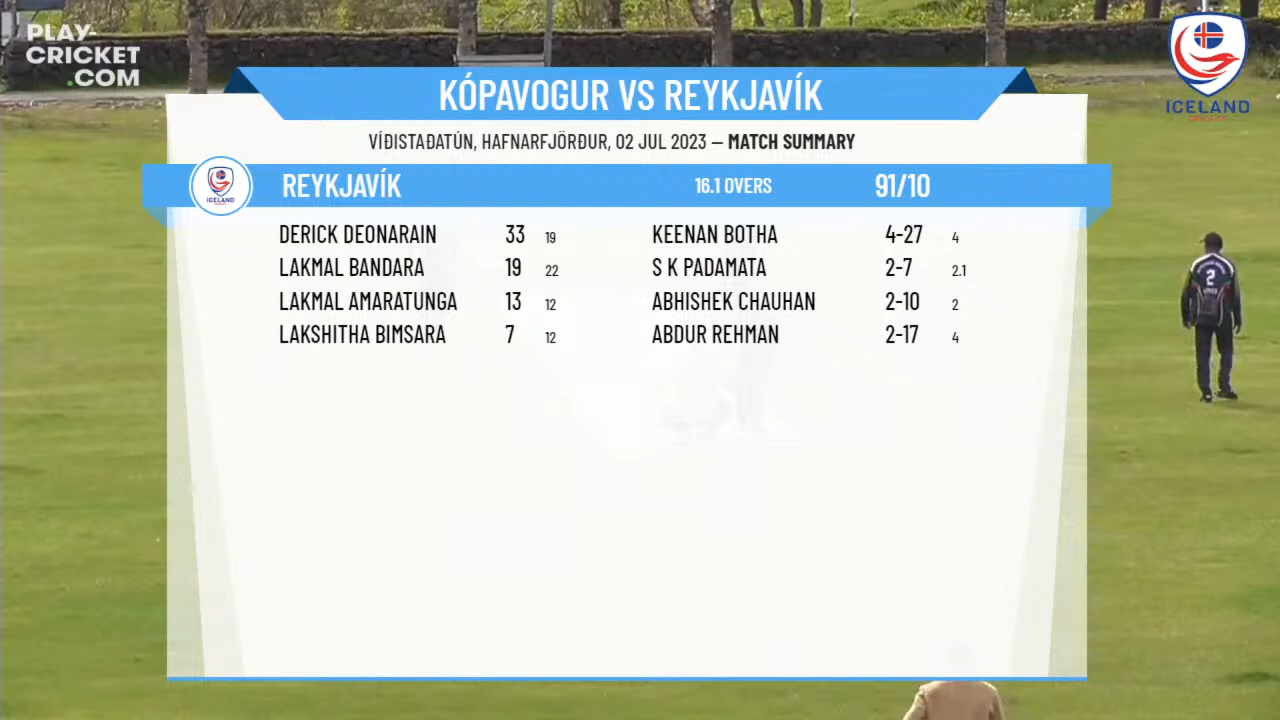 PLAY-
CRICKET
.COM
ICELAND
CRICKET
KÓPAVOGUR VS REYKJAVÍK
VÍÐISTAÐATÚN, HAFNARFJÖRÐUR, 02 JUL 2023 – MATCH SUMMARY
ICELAND
REYKJAVÍK 16.1 OVERS 91/10
DERICK DEONARAIN 33 19 KEENAN BOTHA 4-27 4
LAKMAL BANDARA 19 22 S K PADAMATA 2-7 2.1
LAKMAL AMARATUNGA 13 12 ABHISHEK CHAUHAN 2-10 2
LAKSHITHA BIMSARA 7 12 ABDUR REHMAN 2-17 4
2